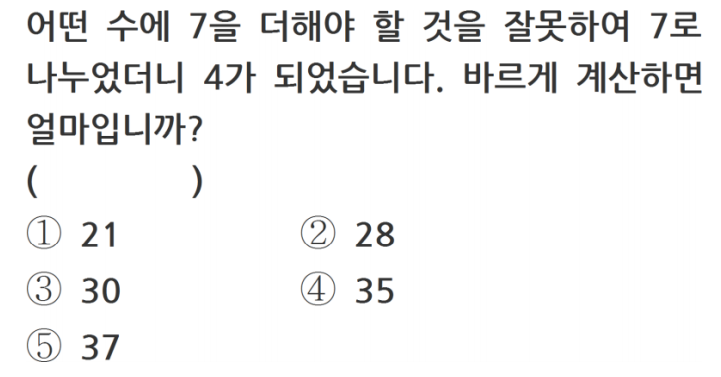 어떤 수에 7을 더해야 할 것을 잘못하여 7로
나누었더니 4가 되었습니다. 바르게 계산하면
얼마입니까?
(          )
① 21 ② 28
③ 30 ④ 35
⑤ 37